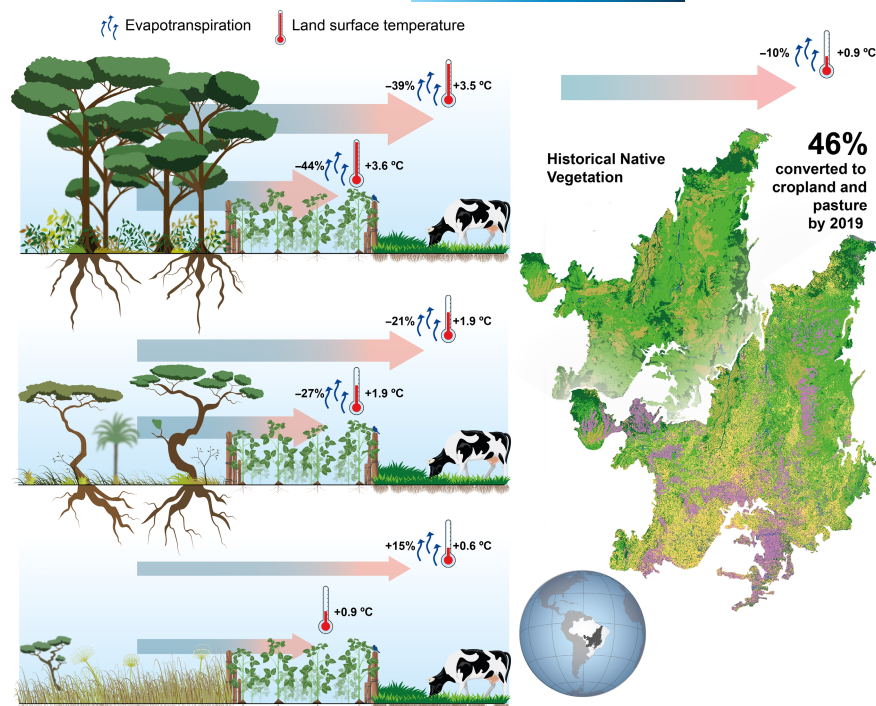 Evapotranspiration
Land surface temperature
–39%
+3.5 ºC
–44%
+3.6 ºC
–21%
+1.9 ºC
–27%
+1.9 ºC
+15%
+0.6 ºC
+0.9 ºC
–10%
+0.9 ºC
Historical Native
Vegetation
46%
converted to
cropland and
pasture
by 2019